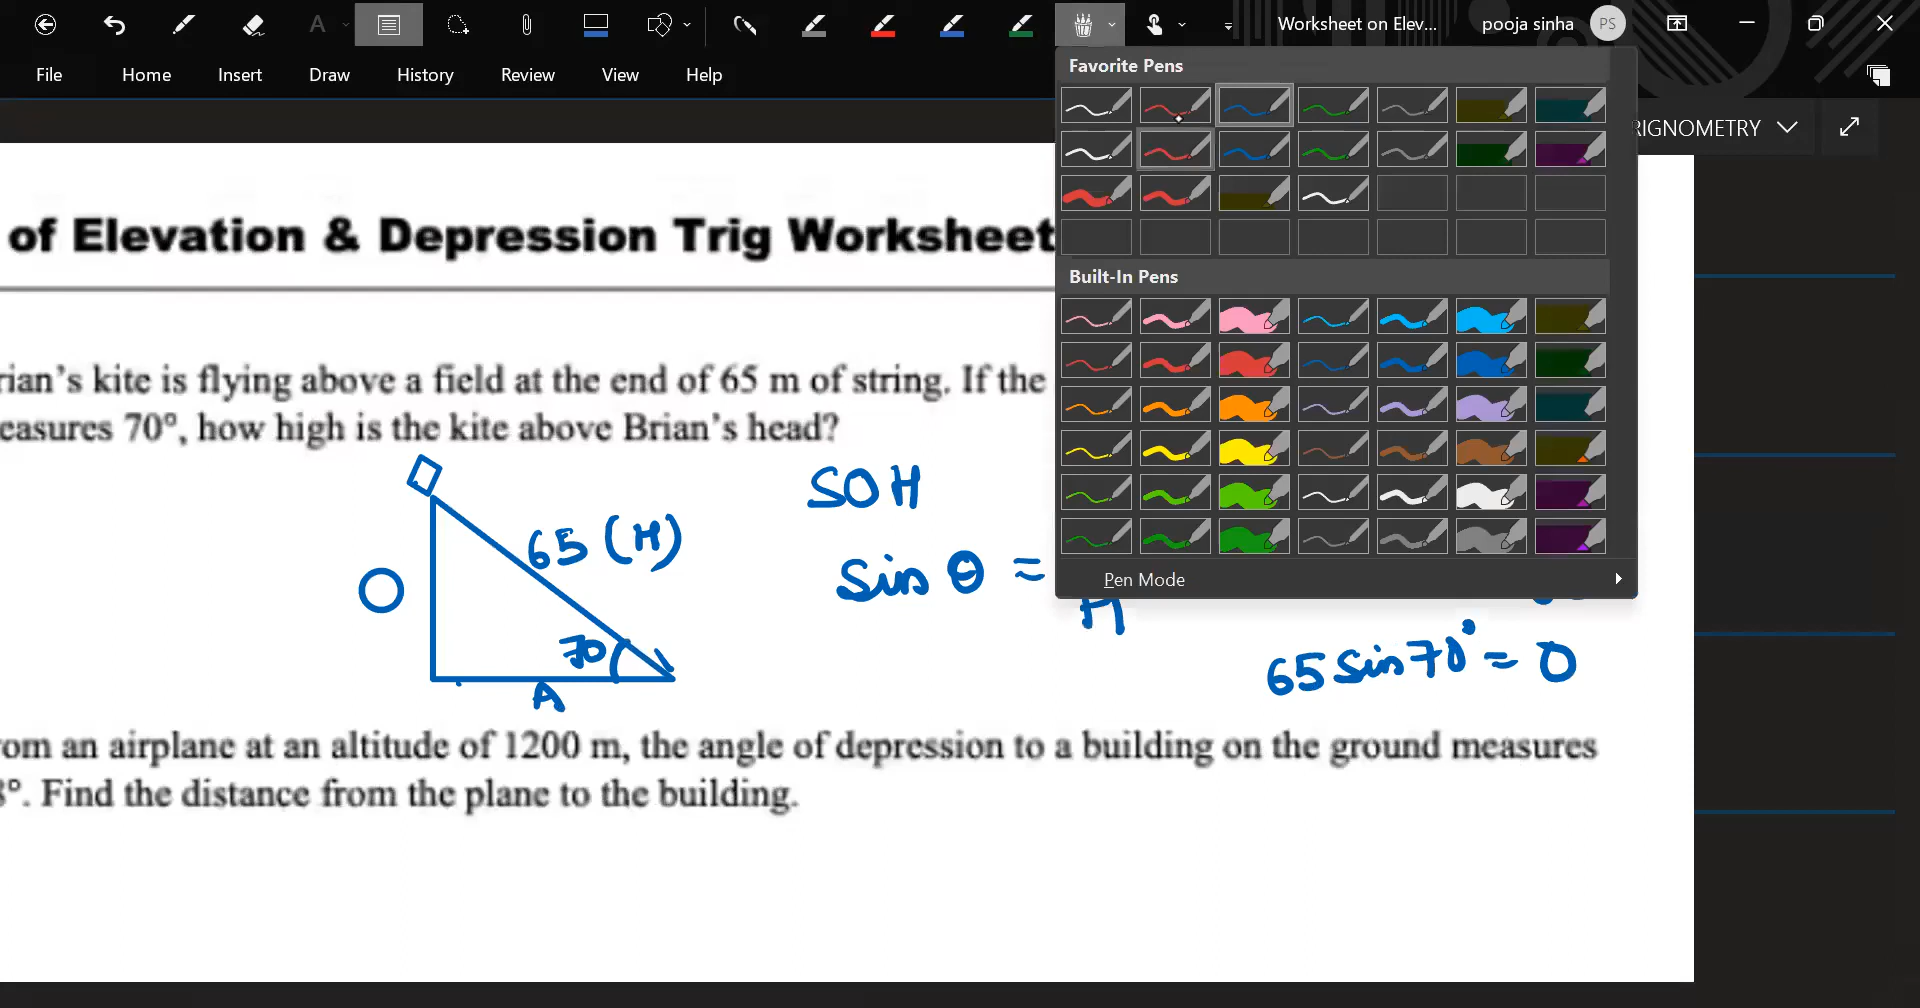 A
Worksheet on Elev...
pooja sinha
PS
File
Home
Insert
Draw
History
Review
View
Help
Favorite Pens
RIGNOMETRY
of Elevation & Depression Trig Worksheet
Built-In Pens
rian's kite is flying above a field at the end of 65 m of string. If the
easures 70°, how high is the kite above Brian's head?
SOH
65 (H)
sin θ =
Pen Mode
H
O
70
A
65 sin 70° = O
om an airplane at an altitude of 1200 m, the angle of depression to a building on the ground measures
°. Find the distance from the plane to the building.